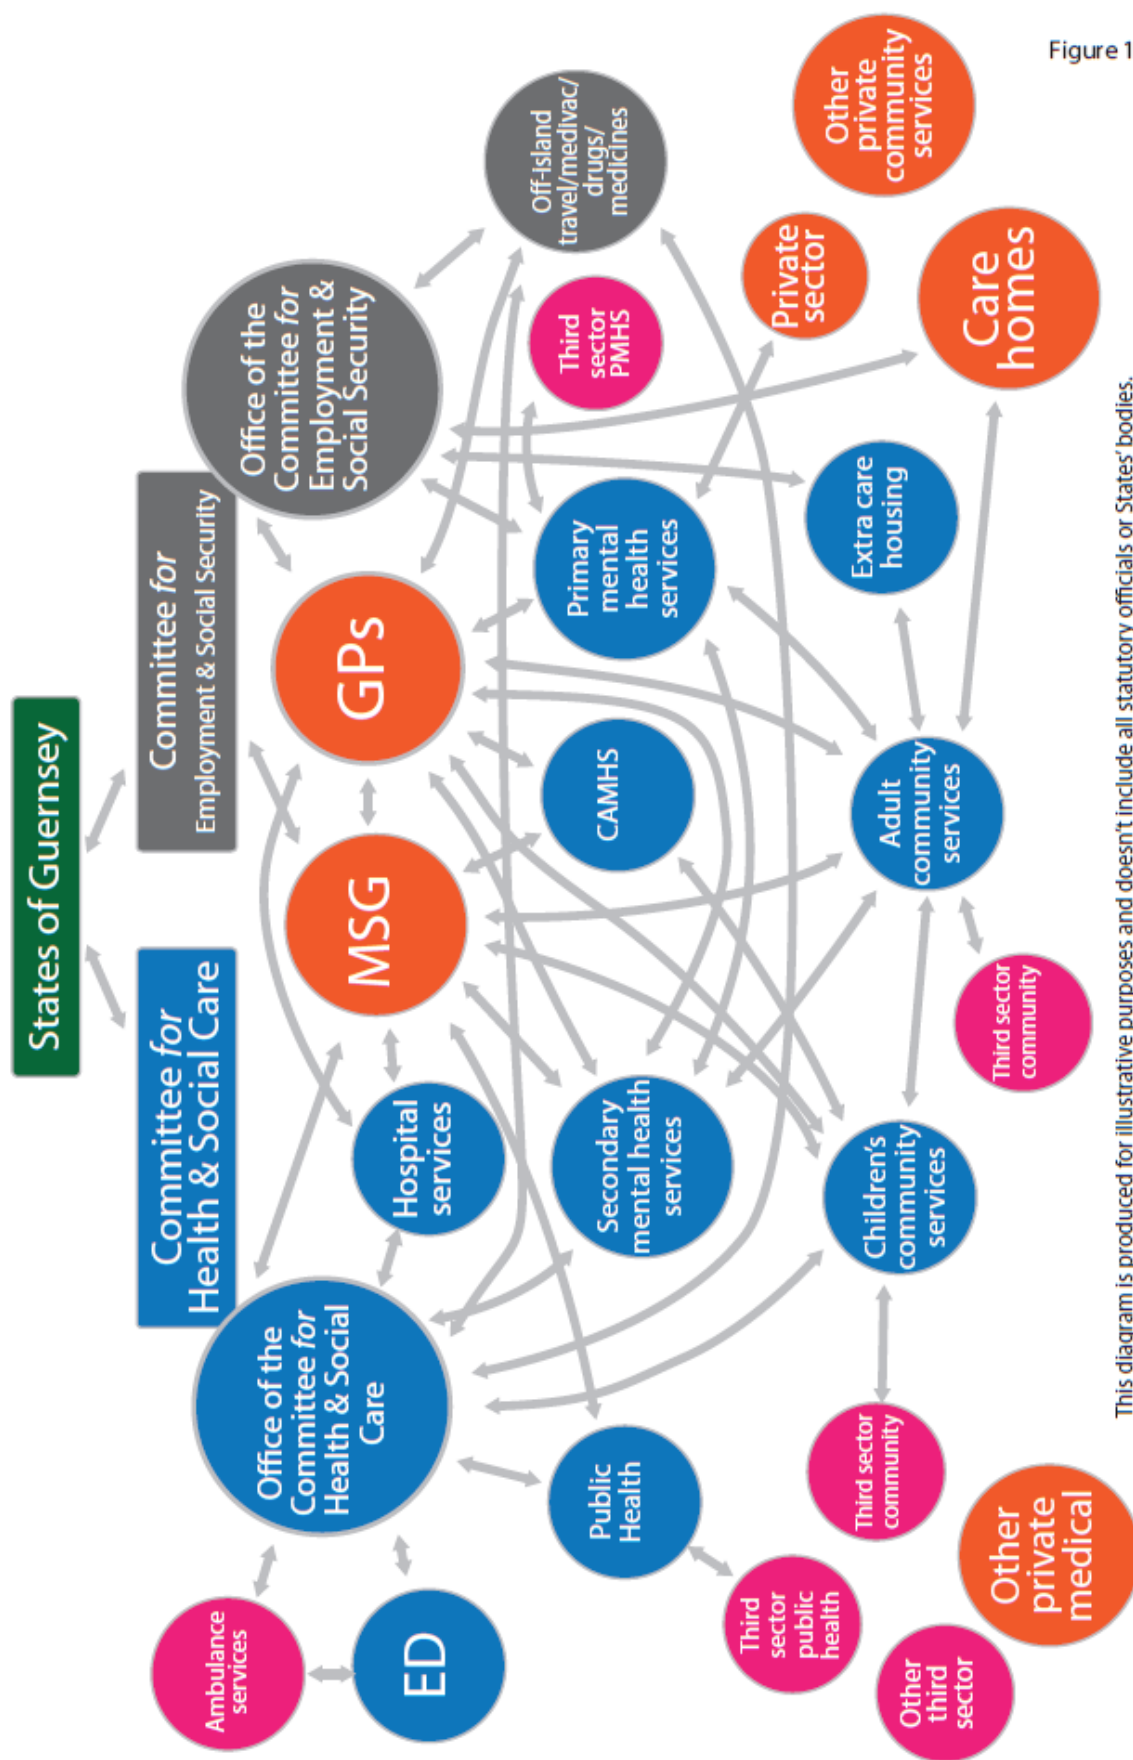 Figure 1
States of Guernsey
Committee for
Health & Social Care
Committee for
Employment & Social Security
Office of the
Committee for
Health & Social
Care
Office of the
Committee for
Employment &
Social Security
Ambulance
services
ED
Hospital
services
MSG
GPs
Off-island
travel/medivac/
drugs/
medicines
Public
Health
Secondary
mental health
services
CAMHS
Primary
mental
health
services
Third
sector
PMHS
Private
sector
Other
private
community
services
Third
sector
public
health
Third sector
community
Children's
community
services
Adult
community
services
Extra care
housing
Care
homes
Other
third
sector
Other
private
medical
Third sector
community
This diagram is produced for illustrative purposes and doesn't include all statutory officials or States' bodies.